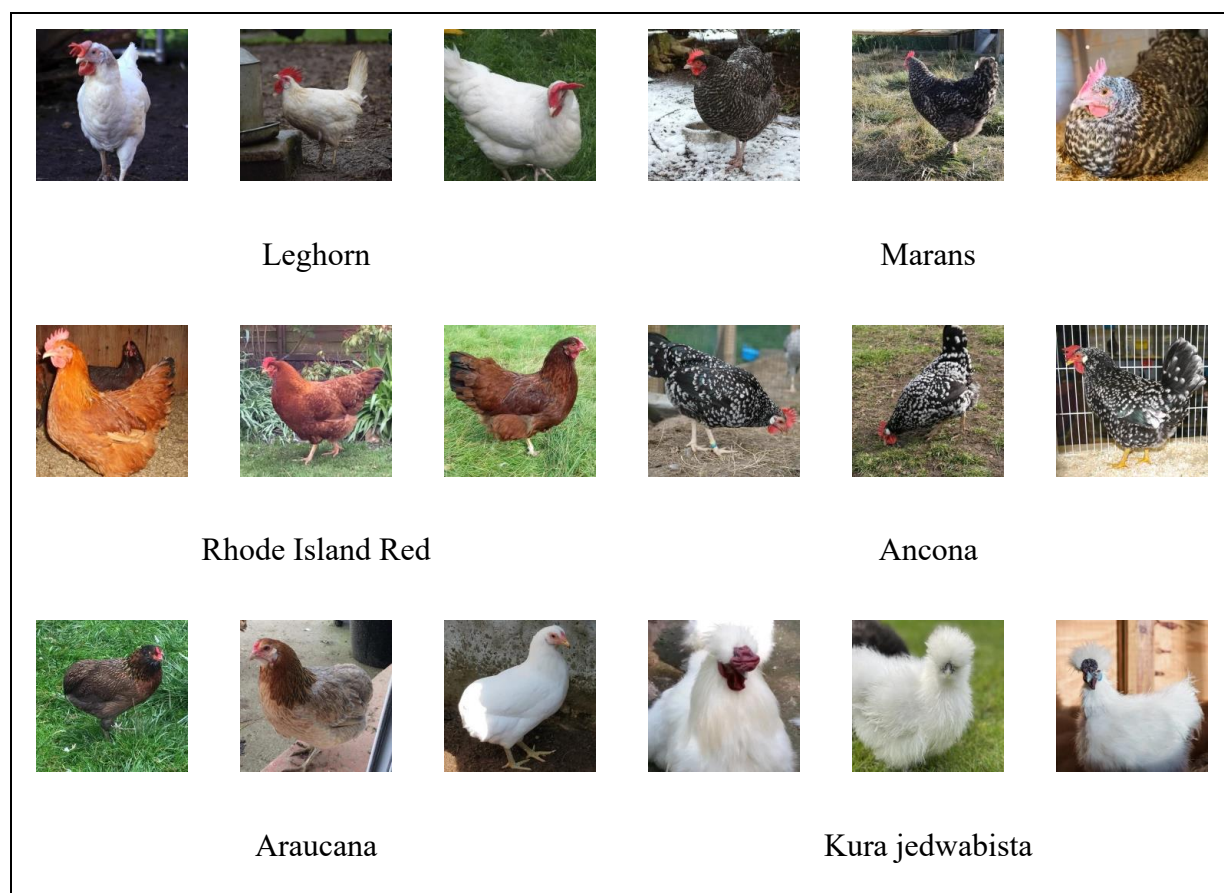 Leghorn
Marans
Rhode Island Red
Ancona
Araucana
Kura jedwabista